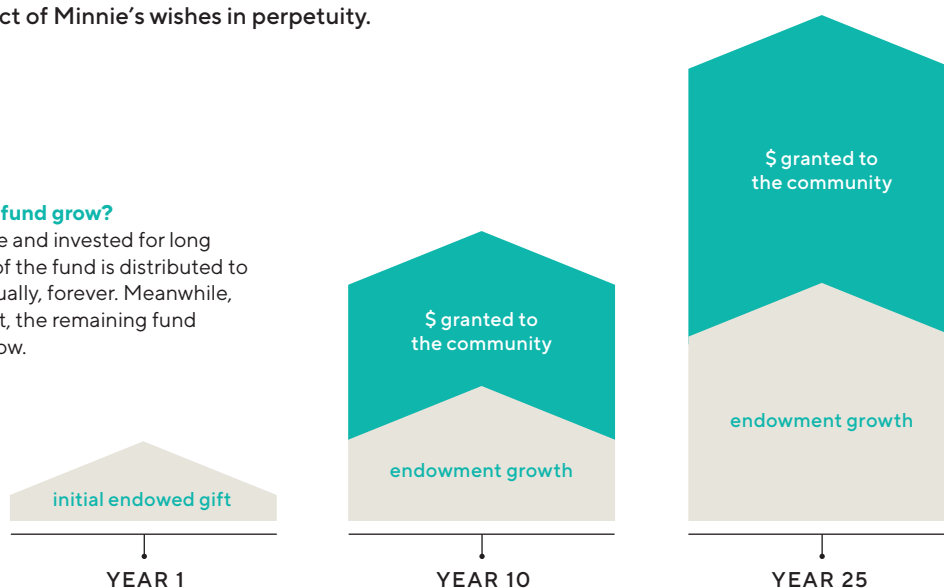 ct of Minnie’s wishes in perpetuity.
fund grow?
e and invested for long
of the fund is distributed to
ually, forever. Meanwhile,
t, the remaining fund
ow.
$ granted to
the community
$ granted to
the community
endowment growth
endowment growth
initial endowed gift
YEAR 1
YEAR 10
YEAR 25